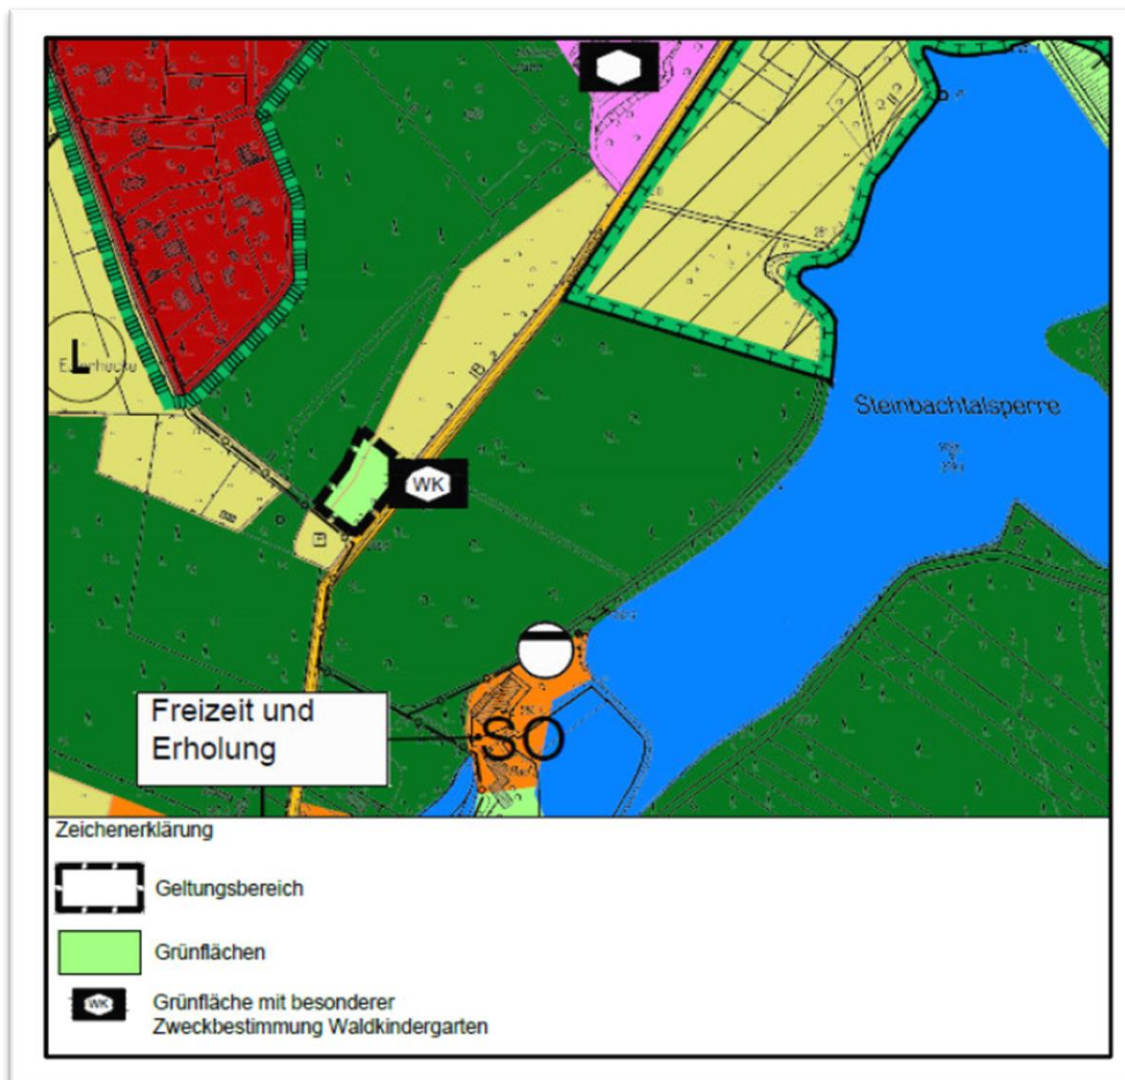 L
Steinbachtalsperre
WK
Freizeit und
Erholung
SO
Zeichenerklärung
Geltungsbereich
Grünflächen
WK
Grünfläche mit besonderer
Zweckbestimmung Waldkindergarten